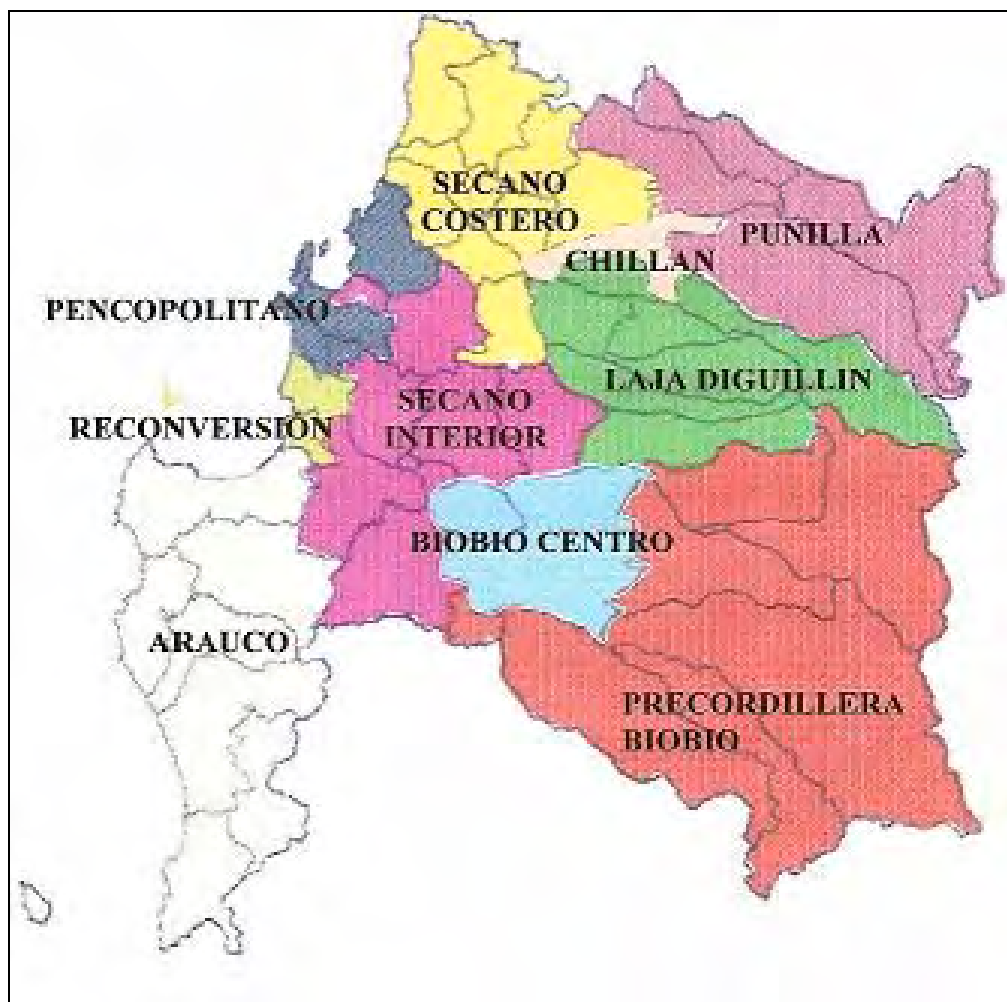 SECANO
COSTERO
PUNILLA
CHILLAN
PENCOPOLITANO
LAJA DIGUILLIN
SECANO
INTERIOR
RECONVERSIÓN
BIOBIO CENTRO
ARAUCO
PRECORDILLERA
BIOBIO